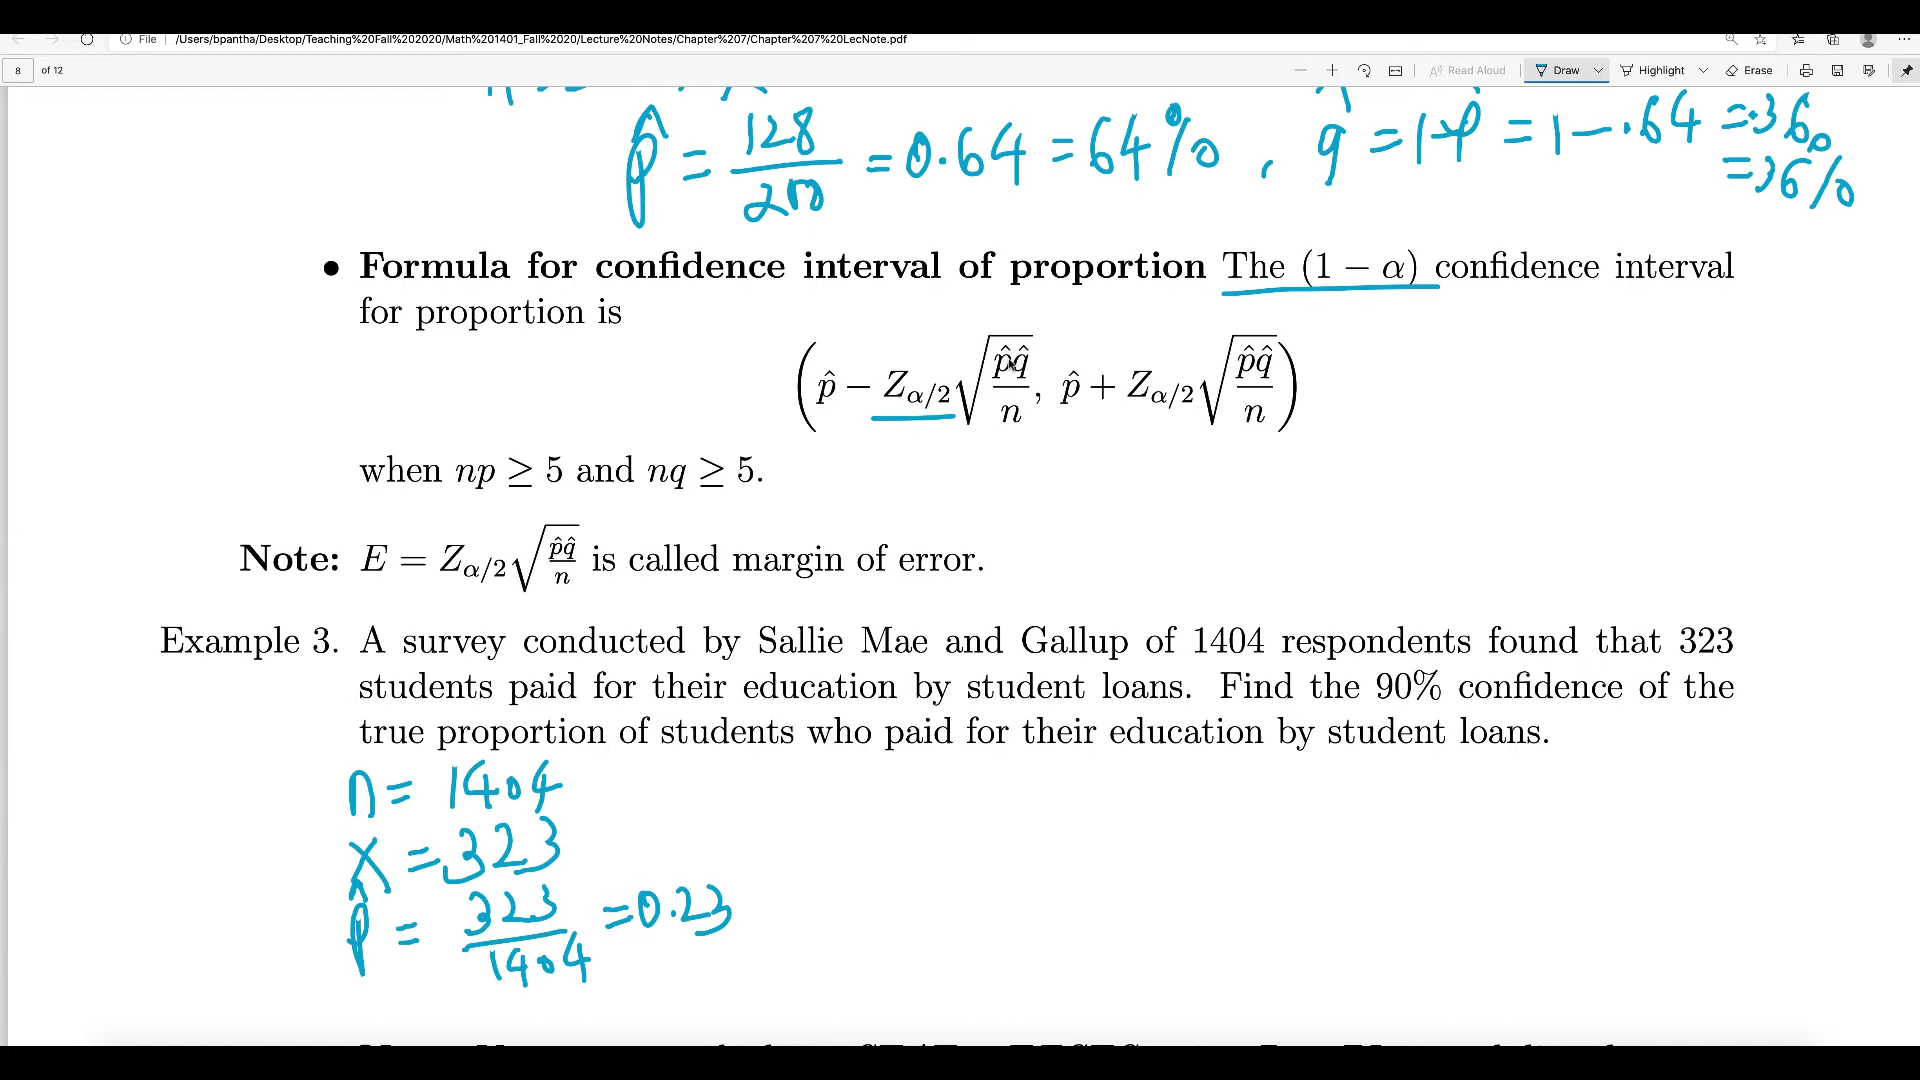 File | /Users/bpantha/Desktop/Teaching%20Fall%202020/Math%201401_Fall%2020/Lecture%20Notes/Chapter%207/Chapter%207%20LecNote.pdf
8 of 12 Read Aloud Draw Highlight Erase
p̂ = 128/200 = 0.64 = 64%, q̂ = 1-p̂ = 1 - .64 = .36
= 36%
• Formula for confidence interval of proportion The (1 − α) confidence interval
for proportion is
(p̂ − Z_{α/2}√(p̂q̂/n), p̂ + Z_{α/2}√(p̂q̂/n))
when np ≥ 5 and nq ≥ 5.
Note: E = Z_{α/2}√(p̂q̂/n) is called margin of error.
Example 3. A survey conducted by Sallie Mae and Gallup of 1404 respondents found that 323
students paid for their education by student loans. Find the 90% confidence of the
true proportion of students who paid for their education by student loans.
n = 1404
X = 323
p̂ = 323/1404 = 0.23